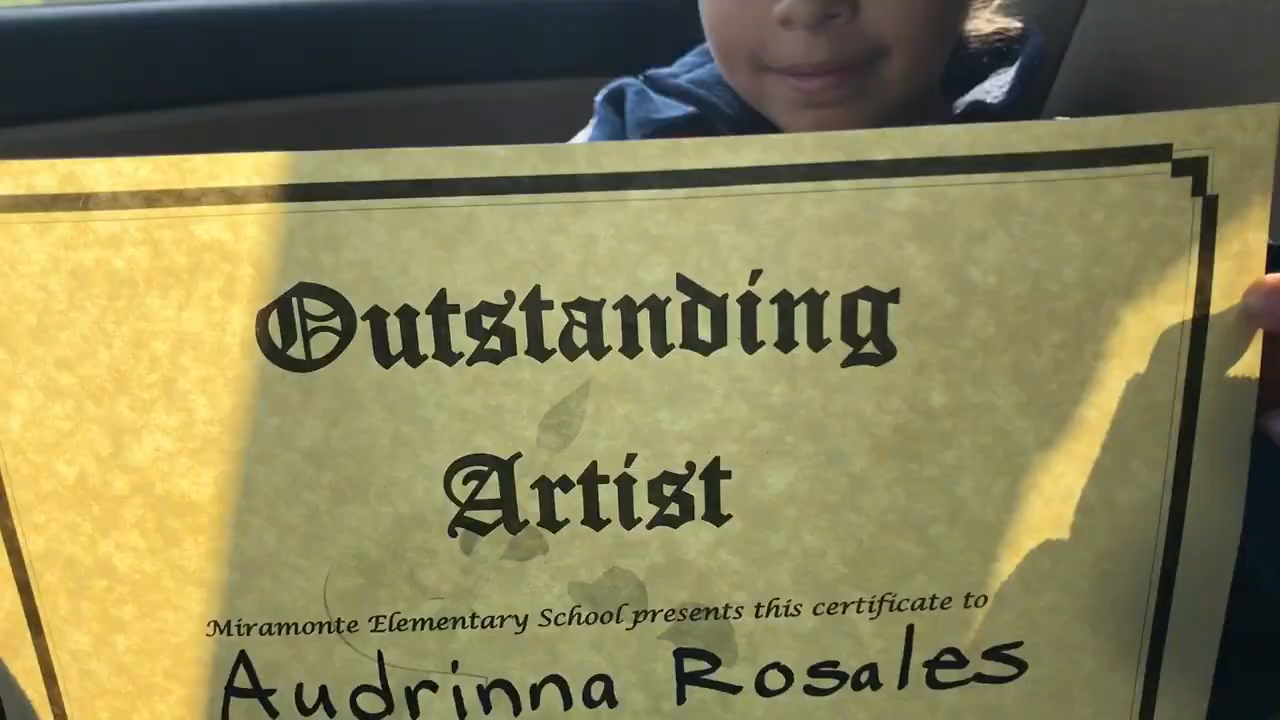 Outstanding
Artist
Miramonte Elementary School presents this certificate to
Audrinna Rosales